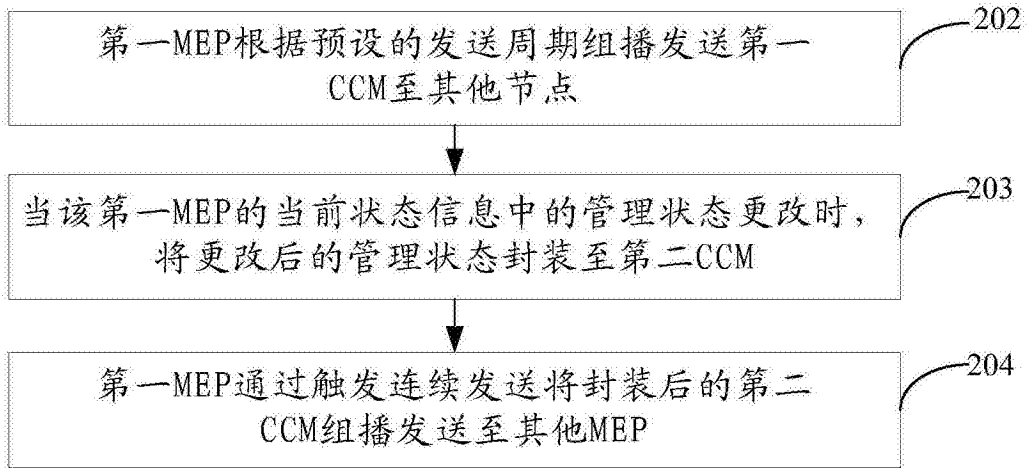 第一MEP根据预设的发送周期组播发送第一
CCM至其他节点
202
当该第一MEP的当前状态信息中的管理状态更改时，
将更改后的管理状态封装至第二CCM
203
第一MEP通过触发连续发送将封装后的第二
CCM组播发送至其他MEP
204